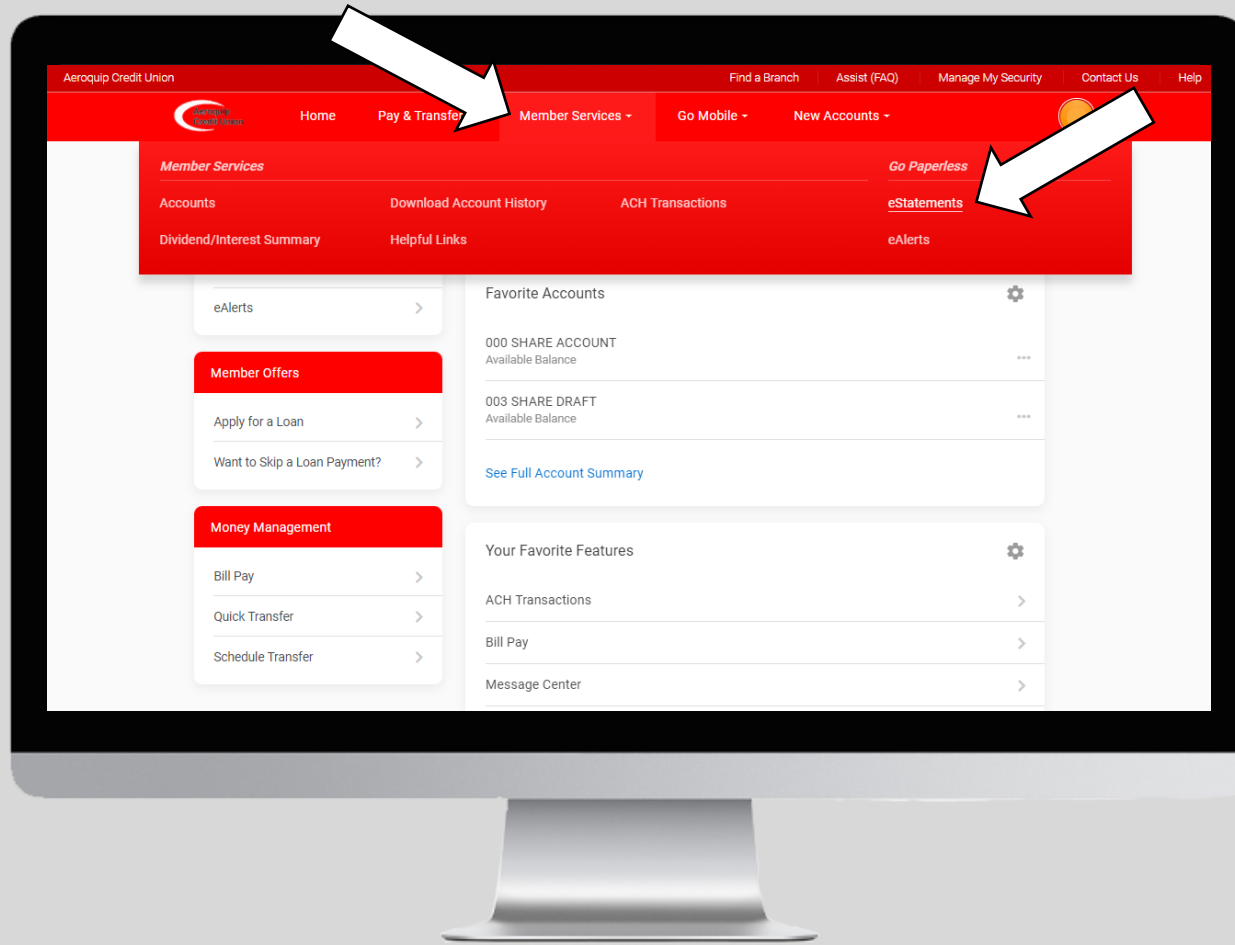 Aeroquip Credit Union
Find a Branch Assist (FAQ) Manage My Security Contact Us Help
Aeroquip
Credit Union
Home Pay & Transfer Member Services Go Mobile New Accounts
Member Services
Go Paperless
Accounts Download Account History ACH Transactions eStatements
Dividend/Interest Summary Helpful Links eAlerts
eAlerts
Member Offers
Apply for a Loan
Want to Skip a Loan Payment?
Money Management
Bill Pay
Quick Transfer
Schedule Transfer
Favorite Accounts
000 SHARE ACCOUNT
Available Balance
003 SHARE DRAFT
Available Balance
See Full Account Summary
Your Favorite Features
ACH Transactions
Bill Pay
Message Center